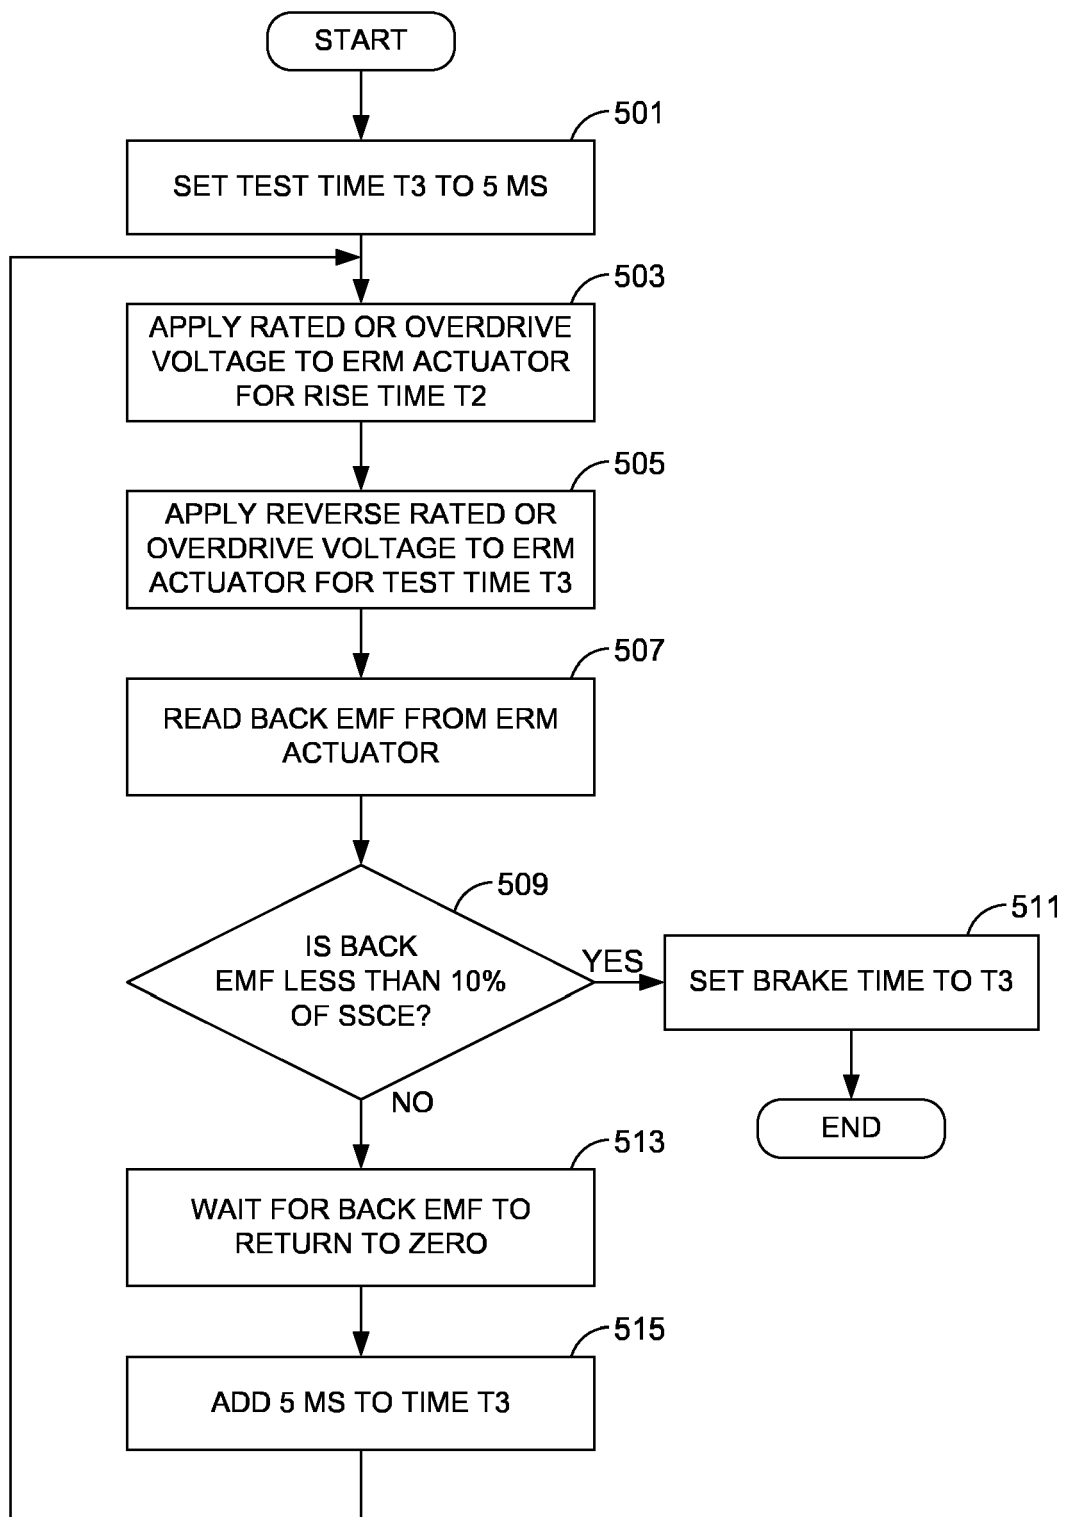 START
501
SET TEST TIME T3 TO 5 MS
503
APPLY RATED OR OVERDRIVE
VOLTAGE TO ERM ACTUATOR
FOR RISE TIME T2
505
APPLY REVERSE RATED OR
OVERDRIVE VOLTAGE TO ERM
ACTUATOR FOR TEST TIME T3
507
READ BACK EMF FROM ERM
ACTUATOR
509
IS BACK
EMF LESS THAN 10%
OF SSCE?
YES
511
SET BRAKE TIME TO T3
END
NO
513
WAIT FOR BACK EMF TO
RETURN TO ZERO
515
ADD 5 MS TO TIME T3